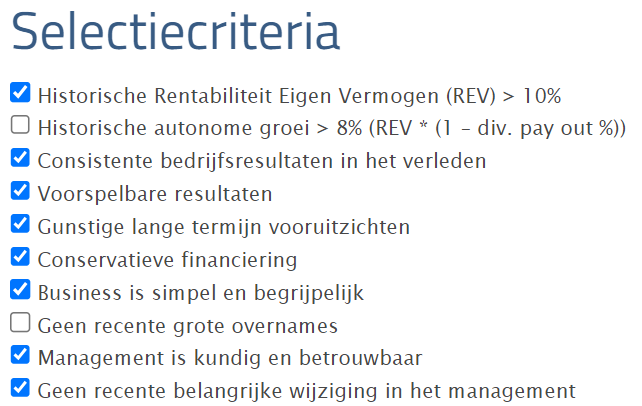 Selectiecriteria
Historische Rentabiliteit Eigen Vermogen (REV) > 10%
Historische autonome groei > 8% (REV * (1 – div. pay out %))
Consistente bedrijfsresultaten in het verleden
Voorspelbare resultaten
Gunstige lange termijn vooruitzichten
Conservatieve financiering
Business is simpel en begrijpelijk
Geen recente grote overnames
Management is kundig en betrouwbaar
Geen recente belangrijke wijziging in het management